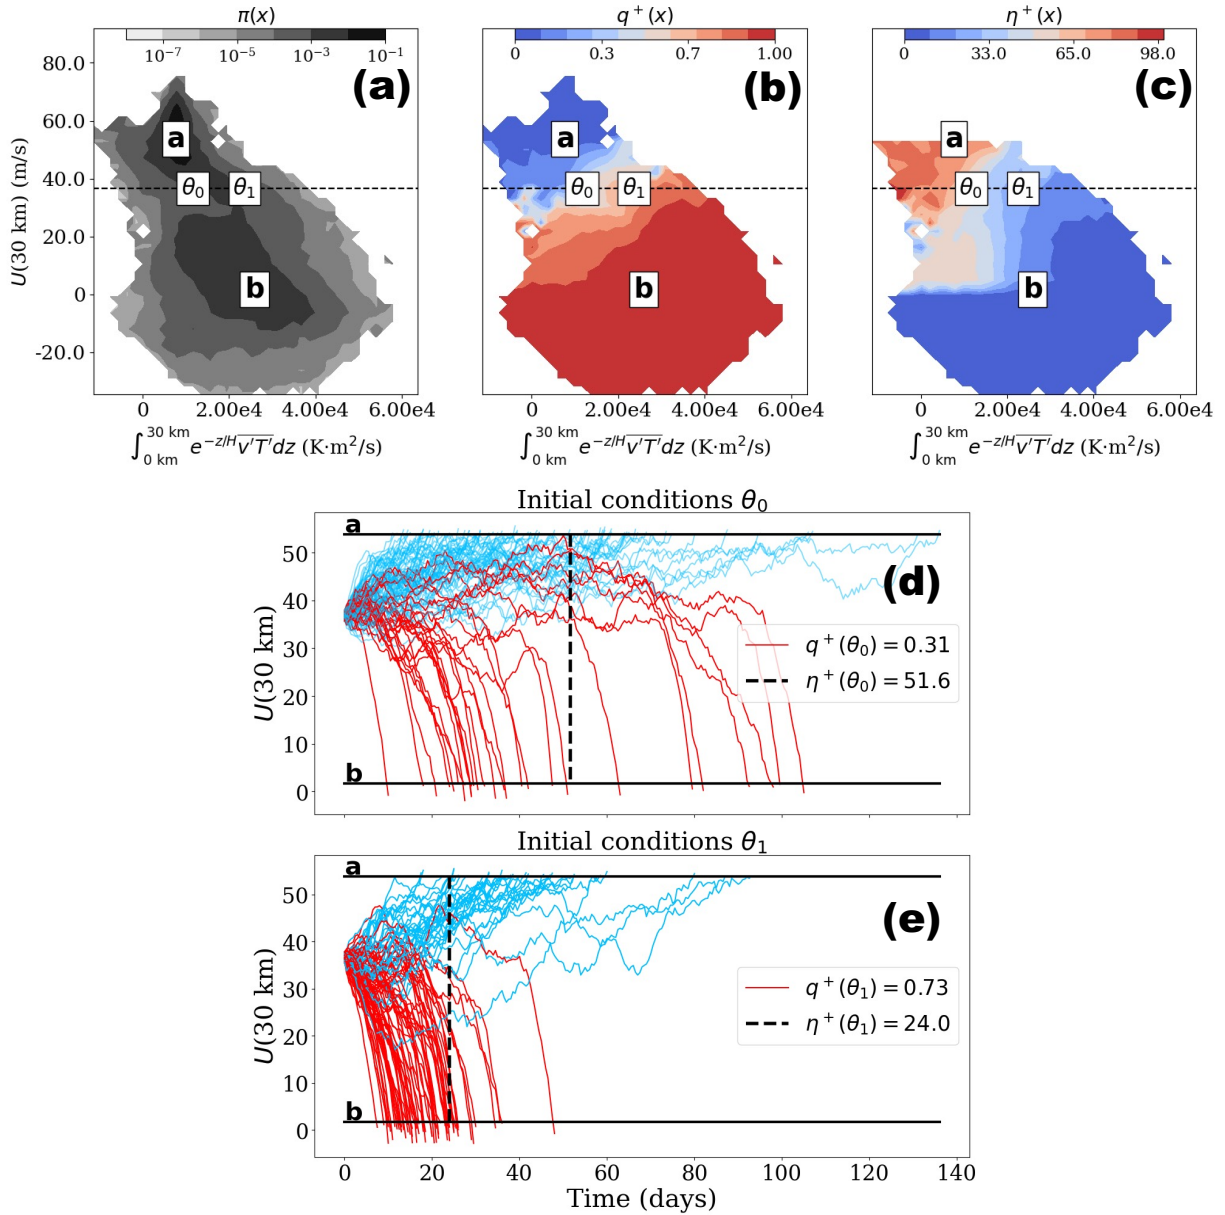 π(x)
10⁻⁷ 10⁻⁵ 10⁻³ 10⁻¹
(a)
80.0
60.0
40.0
20.0
0
-20.0
U(30 km) (m/s)
a
θ₀ θ₁
b
0 2.00e4 4.00e4 6.00e4
∫₀ ₖₘ³⁰ ᵏᵐ e^{−z/H} \overline{v′T′}dz (K·m²/s)
q⁺(x)
0 0.3 0.7 1.00
(b)
a
θ₀ θ₁
b
0 2.00e4 4.00e4 6.00e4
∫₀ ₖₘ³⁰ ᵏᵐ e^{−z/H} \overline{v′T′}dz (K·m²/s)
η⁺(x)
0 33.0 65.0 98.0
(c)
a
θ₀ θ₁
b
0 2.00e4 4.00e4 6.00e4
∫₀ ₖₘ³⁰ ᵏᵐ e^{−z/H} \overline{v′T′}dz (K·m²/s)
Initial conditions θ₀
a
(d)
50
40
30
20
10
0
U(30 km)
q⁺(θ₀) = 0.31
η⁺(θ₀) = 51.6
b
Initial conditions θ₁
a
(e)
50
40
30
20
10
0
U(30 km)
q⁺(θ₁) = 0.73
η⁺(θ₁) = 24.0
b
0 20 40 60 80 100 120 140
Time (days)